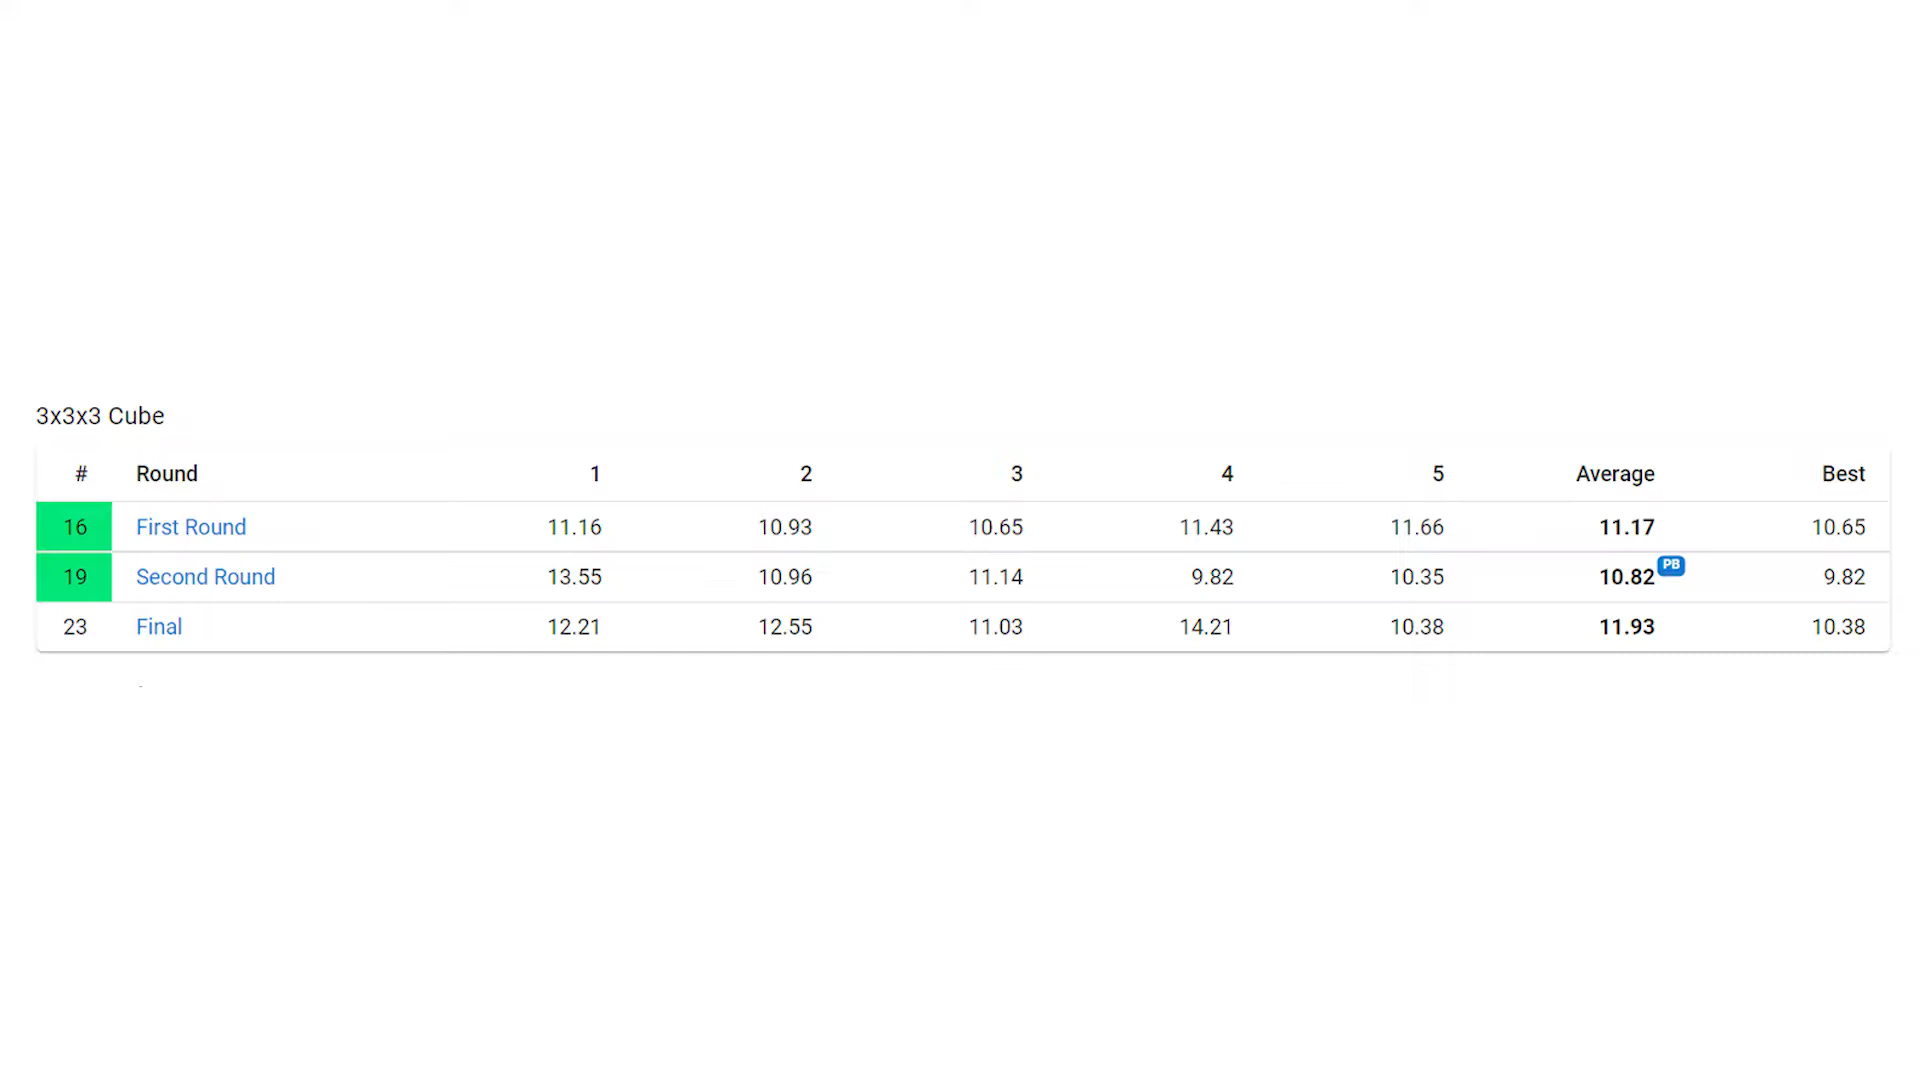 3x3x3 Cube
# Round 1 2 3 4 5 Average Best
16 First Round 11.16 10.93 10.65 11.43 11.66 11.17 10.65
19 Second Round 13.55 10.96 11.14 9.82 10.35 10.82 PB 9.82
23 Final 12.21 12.55 11.03 14.21 10.38 11.93 10.38